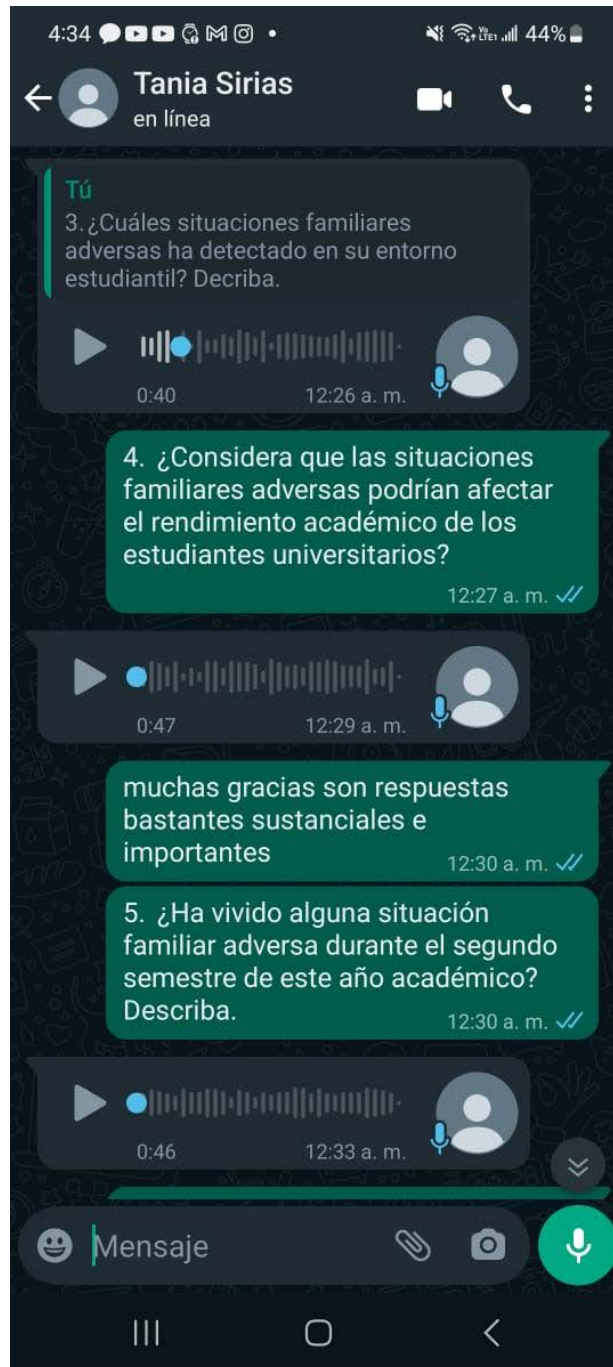 4:34
44%
Tania Sirias
en línea
Tú
3. ¿Cuáles situaciones familiares
adversas ha detectado en su entorno
estudiantil? Decriba.
0:40 12:26 a. m.
4. ¿Considera que las situaciones
familiares adversas podrían afectar
el rendimiento académico de los
estudiantes universitarios?
12:27 a. m.
0:47 12:29 a. m.
muchas gracias son respuestas
bastantes sustanciales e
importantes
12:30 a. m.
5. ¿Ha vivido alguna situación
familiar adversa durante el segundo
semestre de este año académico?
Describa.
12:30 a. m.
0:46 12:33 a. m.
Mensaje